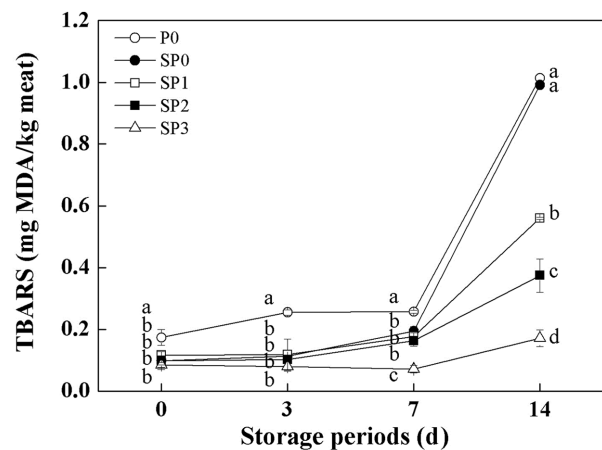 1.2
1.0
0.8
0.6
0.4
0.2
0.0
TBARS (mg MDA/kg meat)
P0
SP0
SP1
SP2
SP3
a
b
b
b
b
a
b
b
b
b
a
b
b
b
c
a
a
b
c
d
0
3
7
14
Storage periods (d)